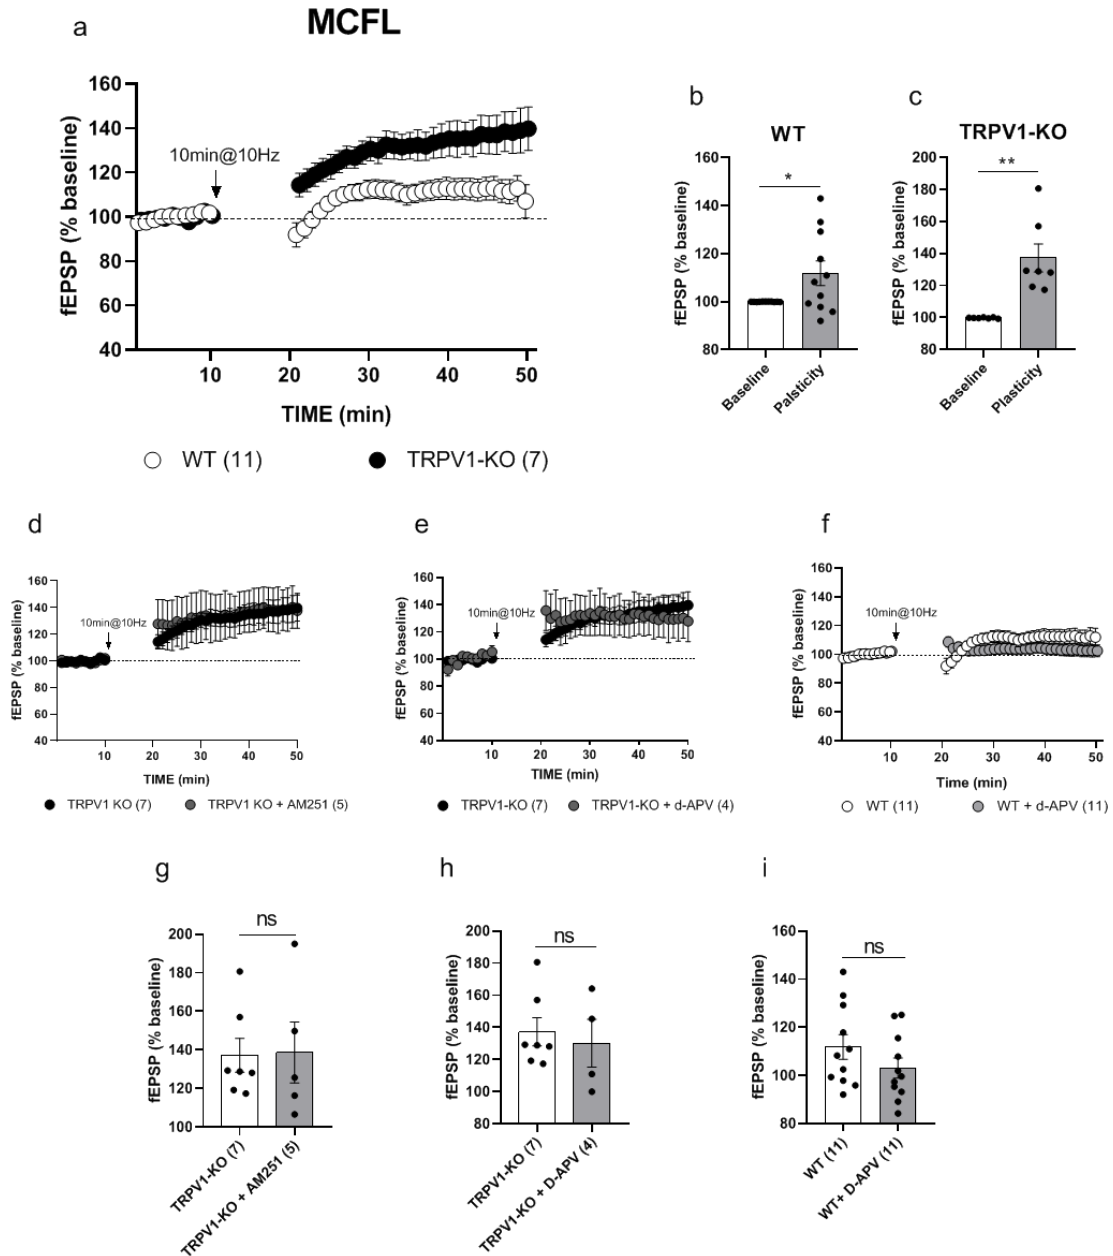 a
MCFL
fEPSP (% baseline)
160
140
120
100
80
60
40
10min@10Hz
10
20
30
40
50
TIME (min)
WT (11)
TRPV1-KO (7)
b
WT
fEPSP (% baseline)
160
140
120
100
80
*
Baseline
Palsticity
c
TRPV1-KO
fEPSP (% baseline)
200
180
160
140
120
100
80
**
Baseline
Plasticity
d
fEPSP (% baseline)
160
140
120
100
80
60
40
10min@10Hz
10
20
30
40
50
TIME (min)
TRPV1 KO (7)
TRPV1 KO + AM251 (5)
e
fEPSP (% baseline)
160
140
120
100
80
60
40
10min@10Hz
10
20
30
40
50
TIME (min)
TRPV1-KO (7)
TRPV1-KO + d-APV (4)
f
fEPSP (% baseline)
160
140
120
100
80
60
40
10min@10Hz
10
20
30
40
50
Time (min)
WT (11)
WT + d-APV (11)
g
fEPSP (% baseline)
200
180
160
140
120
100
ns
TRPV1-KO (7)
TRPV1-KO + AM251 (5)
h
fEPSP (% baseline)
200
180
160
140
120
100
80
ns
TRPV1-KO (7)
TRPV1-KO + D-APV (4)
i
fEPSP (% baseline)
160
140
120
100
80
ns
WT (11)
WT+ D-APV (11)